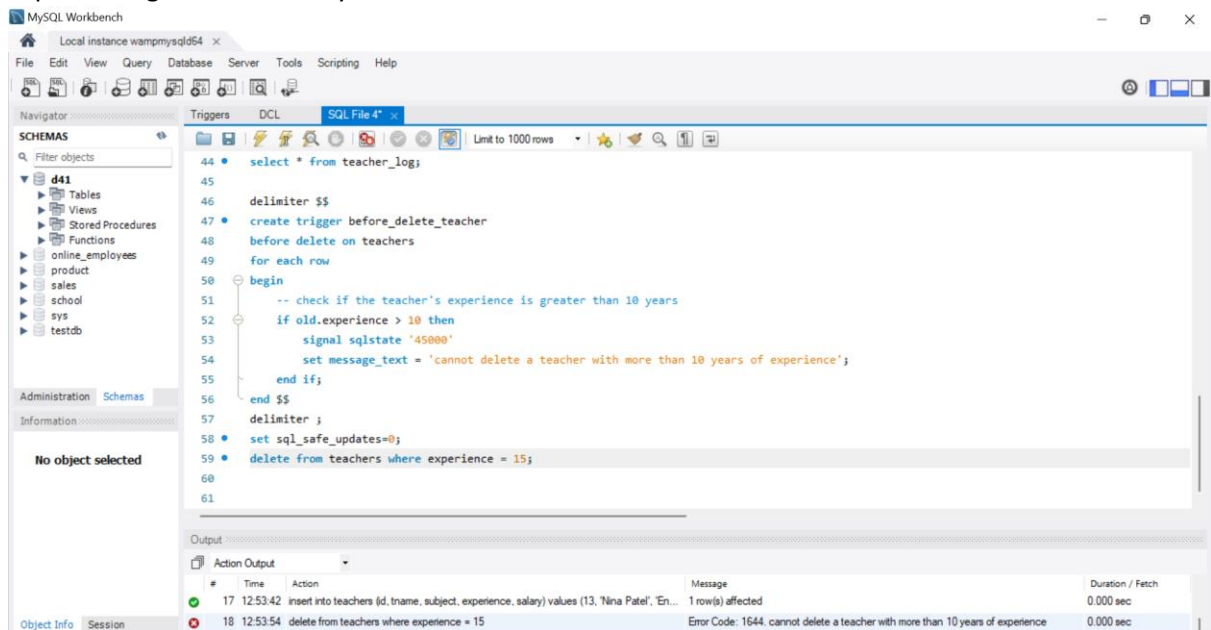 MySQL Workbench
Local instance wampmysqld64 ×
File Edit View Query Database Server Tools Scripting Help
Navigator
Triggers DCL SQL File 4* ×
SCHEMAS
Limit to 1000 rows
Filter objects
d41
Tables
Views
Stored Procedures
Functions
online_employees
product
sales
school
sys
testdb
Administration Schemas
Information
No object selected
Object Info Session
44 select * from teacher_log;
45
46 delimiter $$
47 create trigger before_delete_teacher
48 before delete on teachers
49 for each row
50 begin
51 -- check if the teacher's experience is greater than 10 years
52 if old.experience > 10 then
53 signal sqlstate '45000'
54 set message_text = 'cannot delete a teacher with more than 10 years of experience';
55 end if;
56 end $$
57 delimiter ;
58 set sql_safe_updates=0;
59 delete from teachers where experience = 15;
60
61
Output
Action Output
# Time Action Message Duration / Fetch
17 12:53:42 insert into teachers (id, tname, subject, experience, salary) values (13, 'Nina Patel', 'En... 1 row(s) affected 0.000 sec
18 12:53:54 delete from teachers where experience = 15 Error Code: 1644. cannot delete a teacher with more than 10 years of experience 0.000 sec